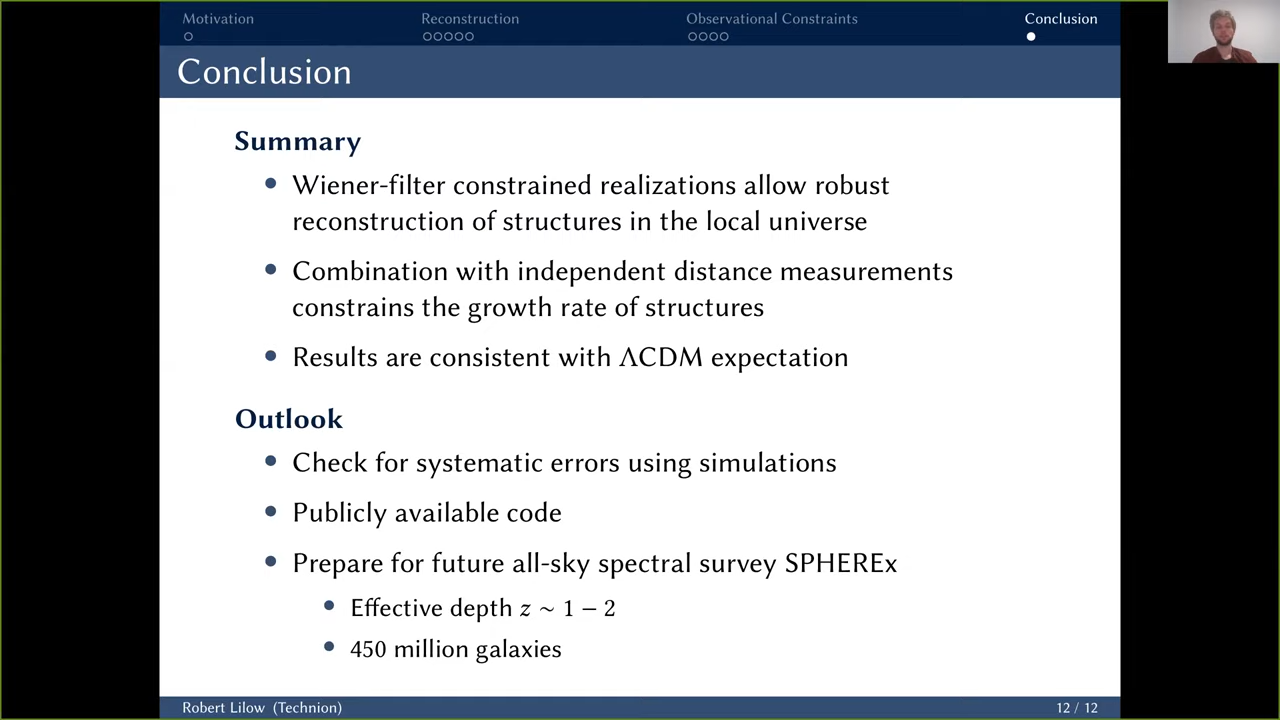 Motivation Reconstruction Observational Constraints Conclusion
Conclusion
Summary
Wiener-filter constrained realizations allow robust
reconstruction of structures in the local universe
Combination with independent distance measurements
constrains the growth rate of structures
Results are consistent with ΛCDM expectation
Outlook
Check for systematic errors using simulations
Publicly available code
Prepare for future all-sky spectral survey SPHEREx
Effective depth z ∼ 1 − 2
450 million galaxies
Robert Lilow (Technion) 12 / 12